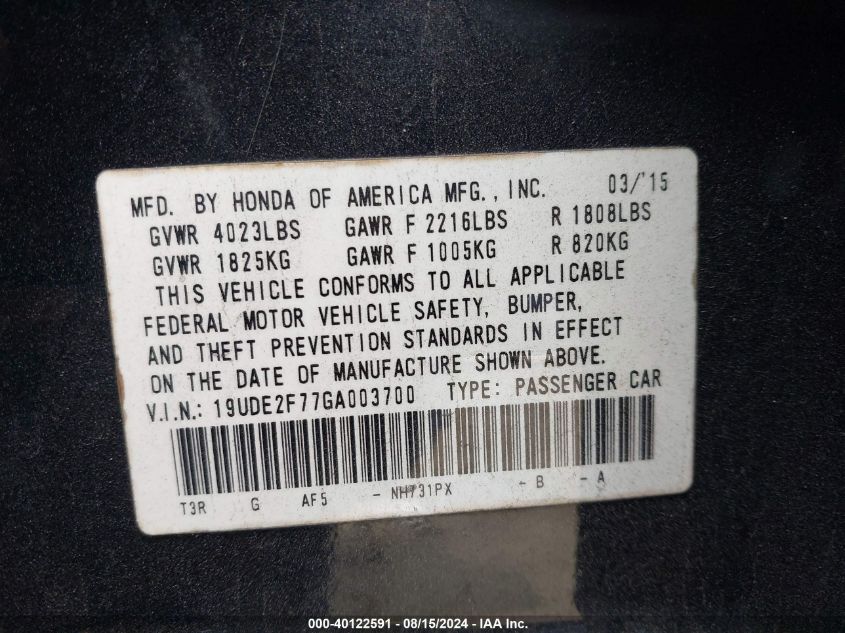 MFD. BY HONDA OF AMERICA MFG., INC. 03/'15
GVWR 4023LBS GAWR F 2216LBS R 1808LBS
GVWR 1825KG GAWR F 1005KG R 820KG
THIS VEHICLE CONFORMS TO ALL APPLICABLE
FEDERAL MOTOR VEHICLE SAFETY, BUMPER,
AND THEFT PREVENTION STANDARDS IN EFFECT
ON THE DATE OF MANUFACTURE SHOWN ABOVE.
V.I.N.: 19UDE2F77GA003700 TYPE: PASSENGER CAR
T3R G AF5 - NH731PX - B - A
000-40122591 - 08/15/2024 - IAA Inc.